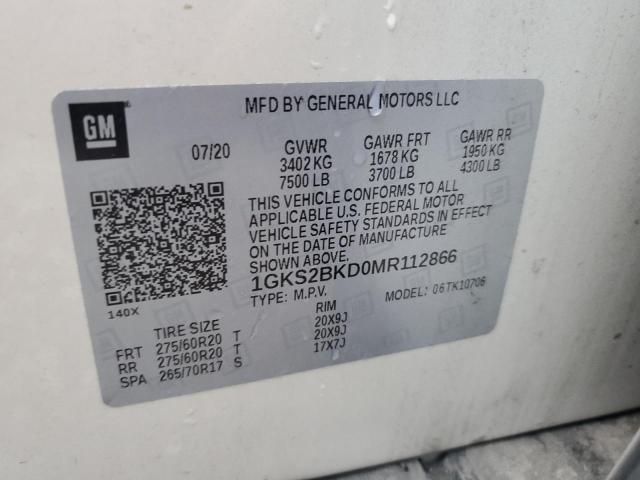 GM
MFD BY GENERAL MOTORS LLC
07/20 GVWR GAWR FRT GAWR RR
3402 KG 1678 KG 1950 KG
7500 LB 3700 LB 4300 LB
THIS VEHICLE CONFORMS TO ALL
APPLICABLE U.S. FEDERAL MOTOR
VEHICLE SAFETY STANDARDS IN EFFECT
ON THE DATE OF MANUFACTURE
SHOWN ABOVE.
1GKS2BKD0MR112866
TYPE: M.P.V. MODEL: 06TK10706
140X
TIRE SIZE RIM
FRT 275/60R20 T 20X9J
RR 275/60R20 T 20X9J
SPA 265/70R17 S 17X7J